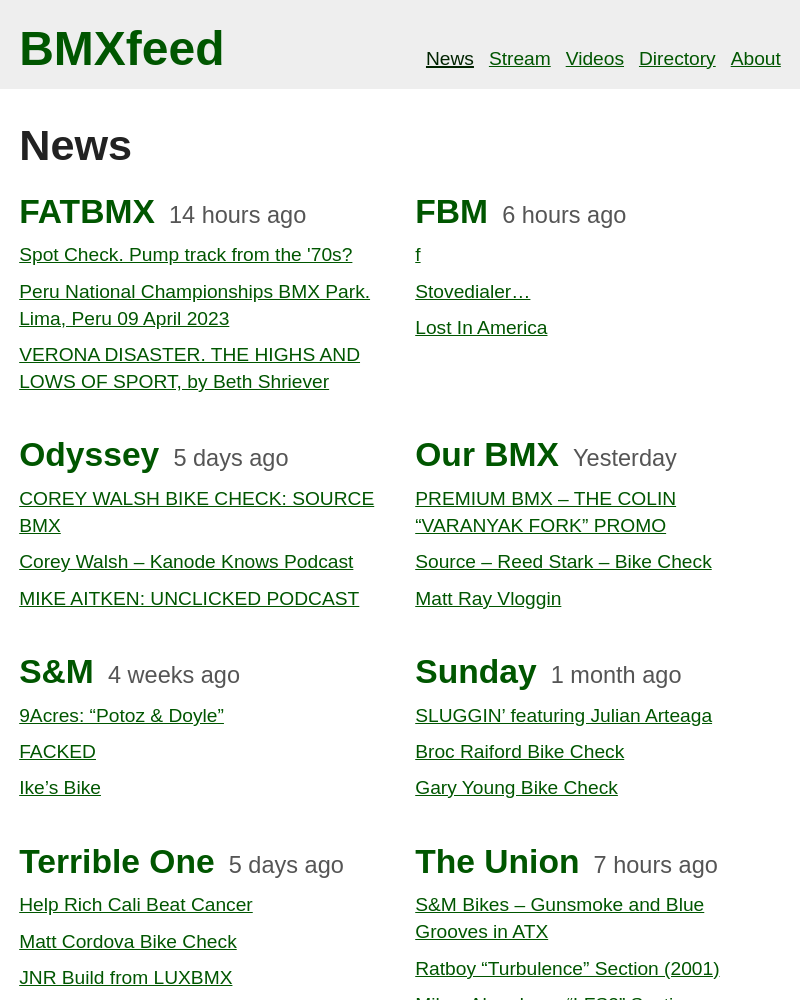 BMXfeed
News Stream Videos Directory About
News
FATBMX 14 hours ago
Spot Check. Pump track from the '70s?
Peru National Championships BMX Park.
Lima, Peru 09 April 2023
VERONA DISASTER. THE HIGHS AND
LOWS OF SPORT, by Beth Shriever
FBM 6 hours ago
f
Stovedialer…
Lost In America
Odyssey 5 days ago
COREY WALSH BIKE CHECK: SOURCE
BMX
Corey Walsh – Kanode Knows Podcast
MIKE AITKEN: UNCLICKED PODCAST
Our BMX Yesterday
PREMIUM BMX – THE COLIN
“VARANYAK FORK” PROMO
Source – Reed Stark – Bike Check
Matt Ray Vloggin
S&M 4 weeks ago
9Acres: “Potoz & Doyle”
FACKED
Ike’s Bike
Sunday 1 month ago
SLUGGIN’ featuring Julian Arteaga
Broc Raiford Bike Check
Gary Young Bike Check
Terrible One 5 days ago
Help Rich Cali Beat Cancer
Matt Cordova Bike Check
JNR Build from LUXBMX
The Union 7 hours ago
S&M Bikes – Gunsmoke and Blue
Grooves in ATX
Ratboy “Turbulence” Section (2001)